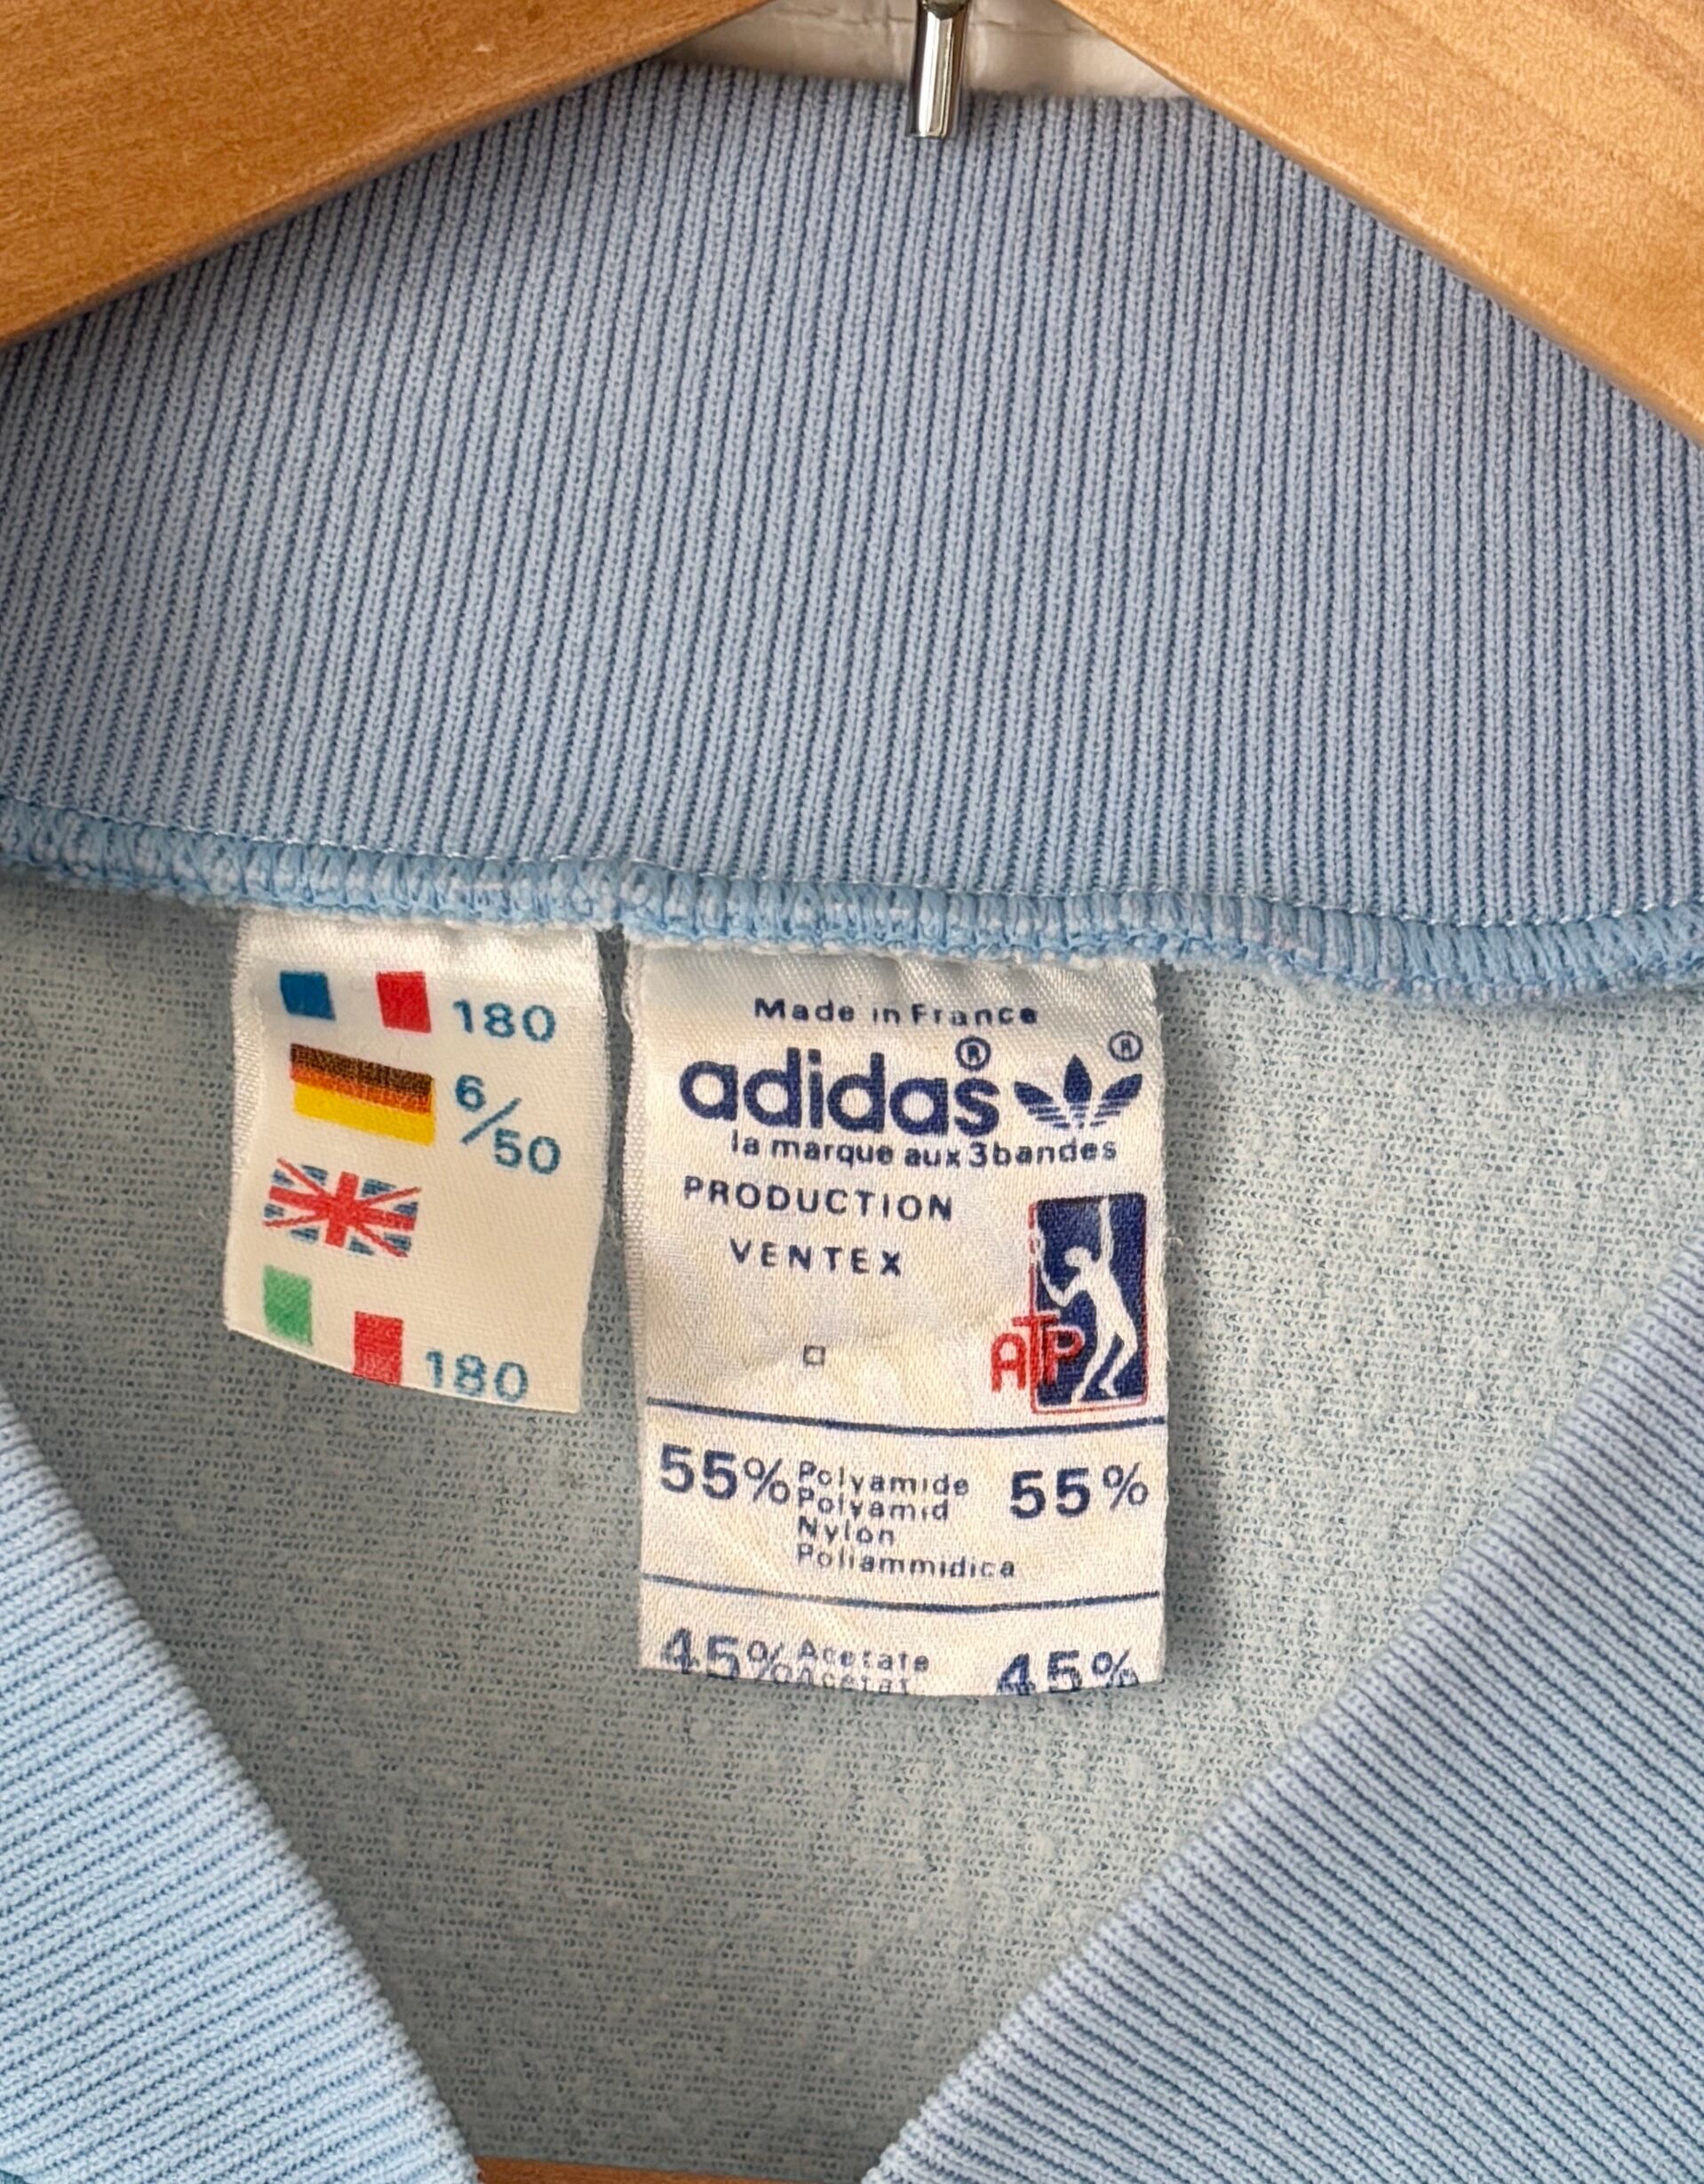 180
6/50
180
Made in France
adidas®
®
la marque aux 3 bandes
PRODUCTION
VENTEX
ATP
55% Polyamide 55%
Polyamid
Nylon
Poliammidica
45% Acetate 45%
Acetat